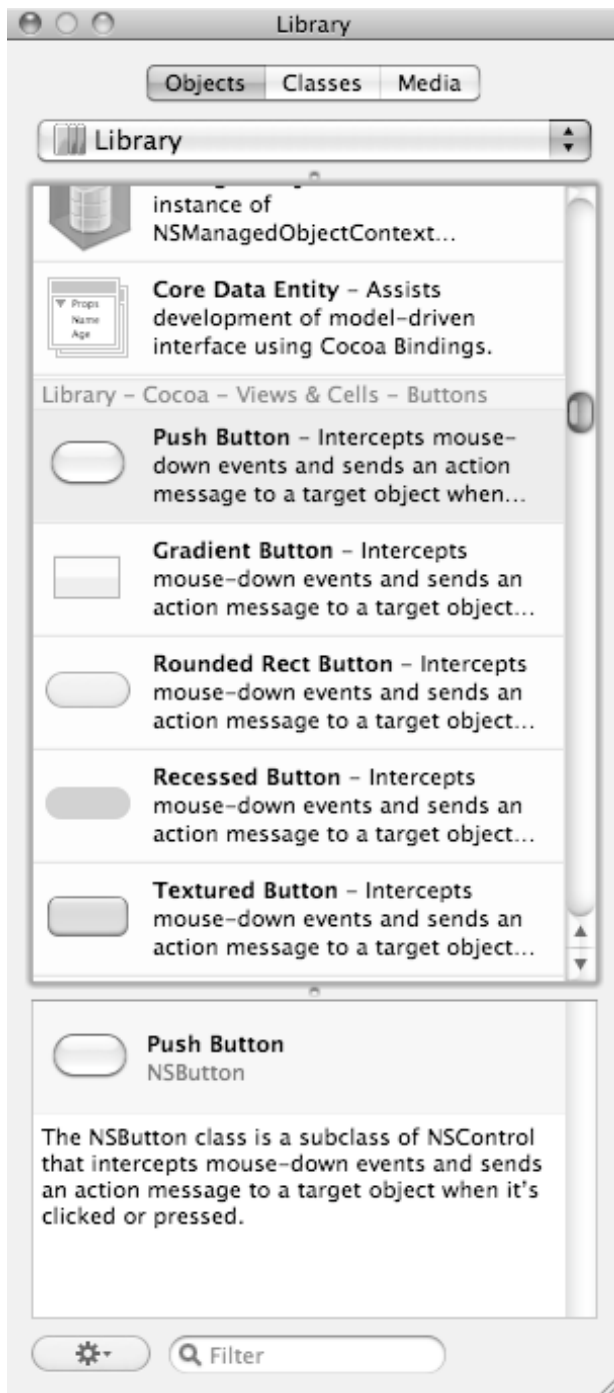 Library
Objects Classes Media
Library
instance of
NSManagedObjectContext...
Props
Name
Age
Core Data Entity – Assists
development of model-driven
interface using Cocoa Bindings.
Library – Cocoa – Views & Cells – Buttons
Push Button – Intercepts mouse-
down events and sends an action
message to a target object when...
Gradient Button – Intercepts
mouse-down events and sends an
action message to a target object...
Rounded Rect Button – Intercepts
mouse-down events and sends an
action message to a target object...
Recessed Button – Intercepts
mouse-down events and sends an
action message to a target object...
Textured Button – Intercepts
mouse-down events and sends an
action message to a target object...
Push Button
NSButton
The NSButton class is a subclass of NSControl
that intercepts mouse-down events and sends
an action message to a target object when it's
clicked or pressed.
Filter